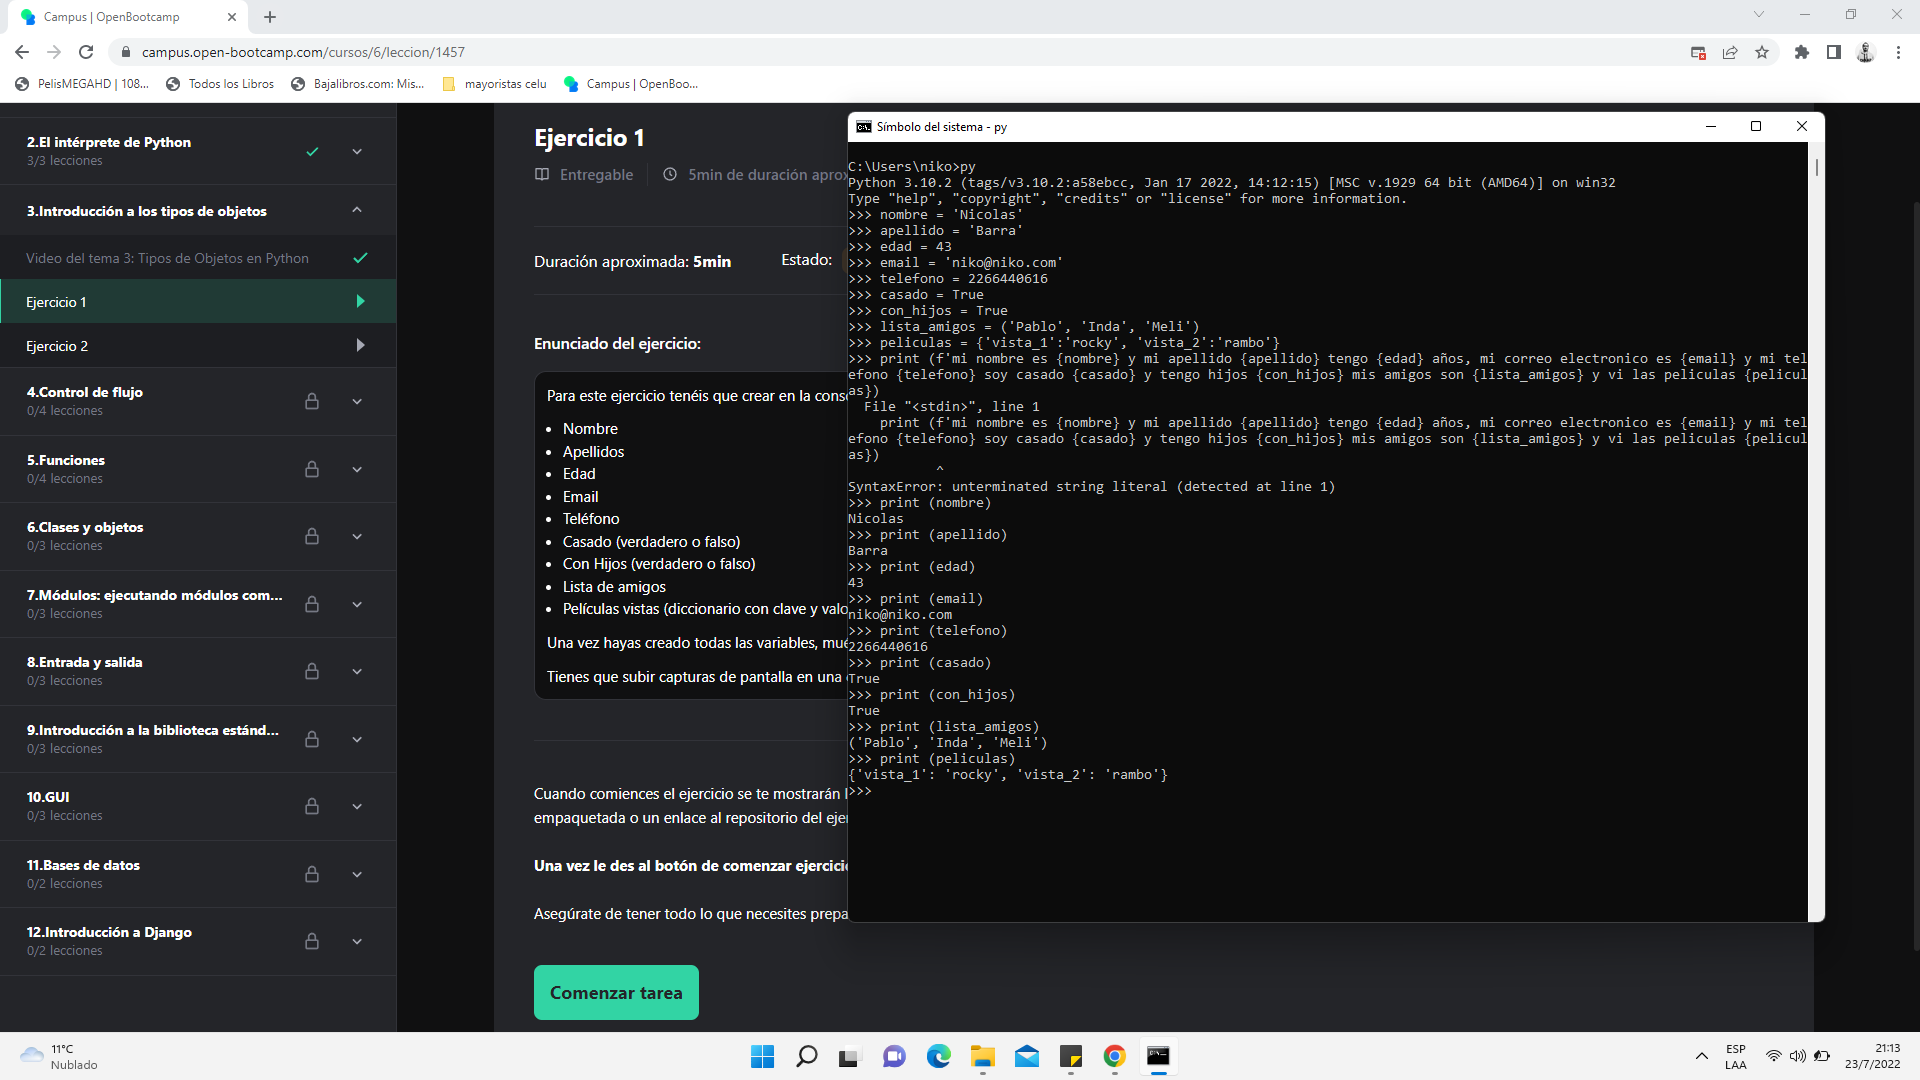 Campus | OpenBootcamp
campus.open-bootcamp.com/cursos/6/leccion/1457
PelisMEGAHD | 108...
Todos los Libros
Bajalibros.com: Mis...
mayoristas celu
Campus | OpenBoo...
2.El intérprete de Python
3/3 lecciones
3.Introducción a los tipos de objetos
Video del tema 3: Tipos de Objetos en Python
Ejercicio 1
Ejercicio 2
4.Control de flujo
0/4 lecciones
5.Funciones
0/4 lecciones
6.Clases y objetos
0/3 lecciones
7.Módulos: ejecutando módulos com...
0/3 lecciones
8.Entrada y salida
0/3 lecciones
9.Introducción a la biblioteca estánd...
0/3 lecciones
10.GUI
0/3 lecciones
11.Bases de datos
0/2 lecciones
12.Introducción a Django
0/2 lecciones
Ejercicio 1
Entregable
5min de duración aprox
Duración aproximada: 5min
Estado:
Enunciado del ejercicio:
Para este ejercicio tenéis que crear en la cons
• Nombre
• Apellidos
• Edad
• Email
• Teléfono
• Casado (verdadero o falso)
• Con Hijos (verdadero o falso)
• Lista de amigos
• Películas vistas (diccionario con clave y valo
Una vez hayas creado todas las variables, mue
Tienes que subir capturas de pantalla en una
Cuando comiences el ejercicio se te mostrarán
empaquetada o un enlace al repositorio del ejer
Una vez le des al botón de comenzar ejercicio
Asegúrate de tener todo lo que necesites prepa
Comenzar tarea
Símbolo del sistema - py
C:\Users\niko>py
Python 3.10.2 (tags/v3.10.2:a58ebcc, Jan 17 2022, 14:12:15) [MSC v.1929 64 bit (AMD64)] on win32
Type "help", "copyright", "credits" or "license" for more information.
>>> nombre = 'Nicolas'
>>> apellido = 'Barra'
>>> edad = 43
>>> email = 'niko@niko.com'
>>> telefono = 2266440616
>>> casado = True
>>> con_hijos = True
>>> lista_amigos = ('Pablo', 'Inda', 'Meli')
>>> peliculas = {'vista_1':'rocky', 'vista_2':'rambo'}
>>> print (f'mi nombre es {nombre} y mi apellido {apellido} tengo {edad} años, mi correo electronico es {email} y mi tel
efono {telefono} soy casado {casado} y tengo hijos {con_hijos} mis amigos son {lista_amigos} y vi las peliculas {pelicul
as})
File "<stdin>", line 1
print (f'mi nombre es {nombre} y mi apellido {apellido} tengo {edad} años, mi correo electronico es {email} y mi tel
efono {telefono} soy casado {casado} y tengo hijos {con_hijos} mis amigos son {lista_amigos} y vi las peliculas {pelicul
as})
^
SyntaxError: unterminated string literal (detected at line 1)
>>> print (nombre)
Nicolas
>>> print (apellido)
Barra
>>> print (edad)
43
>>> print (email)
niko@niko.com
>>> print (telefono)
2266440616
>>> print (casado)
True
>>> print (con_hijos)
True
>>> print (lista_amigos)
('Pablo', 'Inda', 'Meli')
>>> print (peliculas)
{'vista_1': 'rocky', 'vista_2': 'rambo'}
>>>
11°C
Nublado
ESP
LAA
21:13
23/7/2022